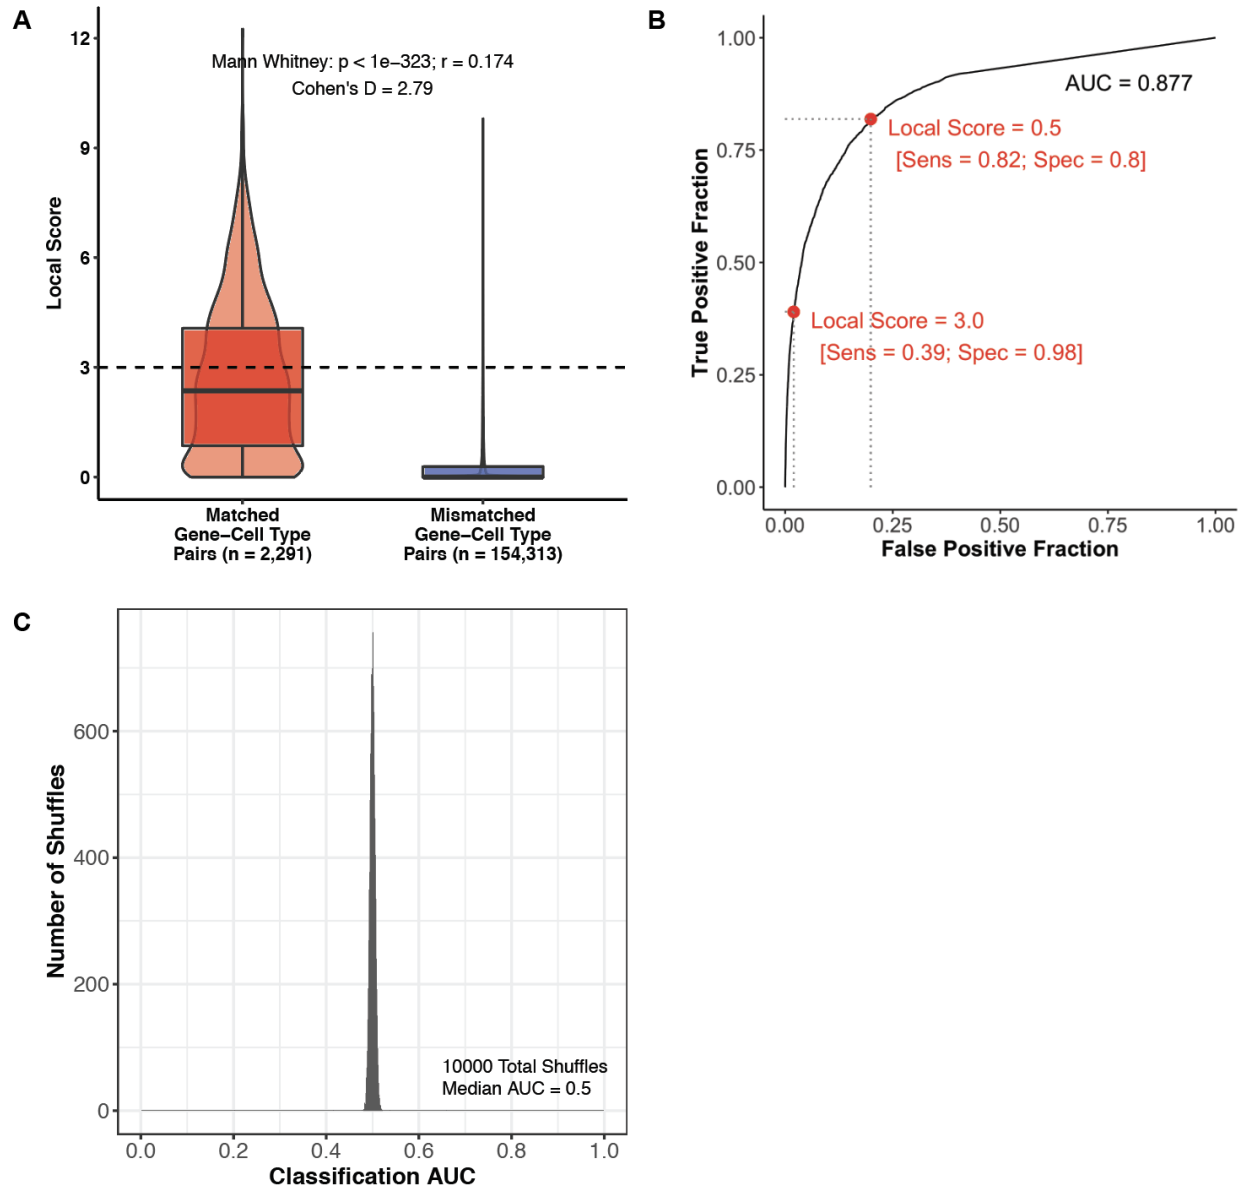 A
12
9
6
3
0
Local Score
Mann Whitney: p < 1e−323; r = 0.174
Cohen's D = 2.79
Matched
Gene−Cell Type
Pairs (n = 2,291)
Mismatched
Gene−Cell Type
Pairs (n = 154,313)
B
1.00
0.75
0.50
0.25
0.00
True Positive Fraction
AUC = 0.877
Local Score = 0.5
[Sens = 0.82; Spec = 0.8]
Local Score = 3.0
[Sens = 0.39; Spec = 0.98]
0.00 0.25 0.50 0.75 1.00
False Positive Fraction
C
600
400
200
0
Number of Shuffles
10000 Total Shuffles
Median AUC = 0.5
0.0 0.2 0.4 0.6 0.8 1.0
Classification AUC